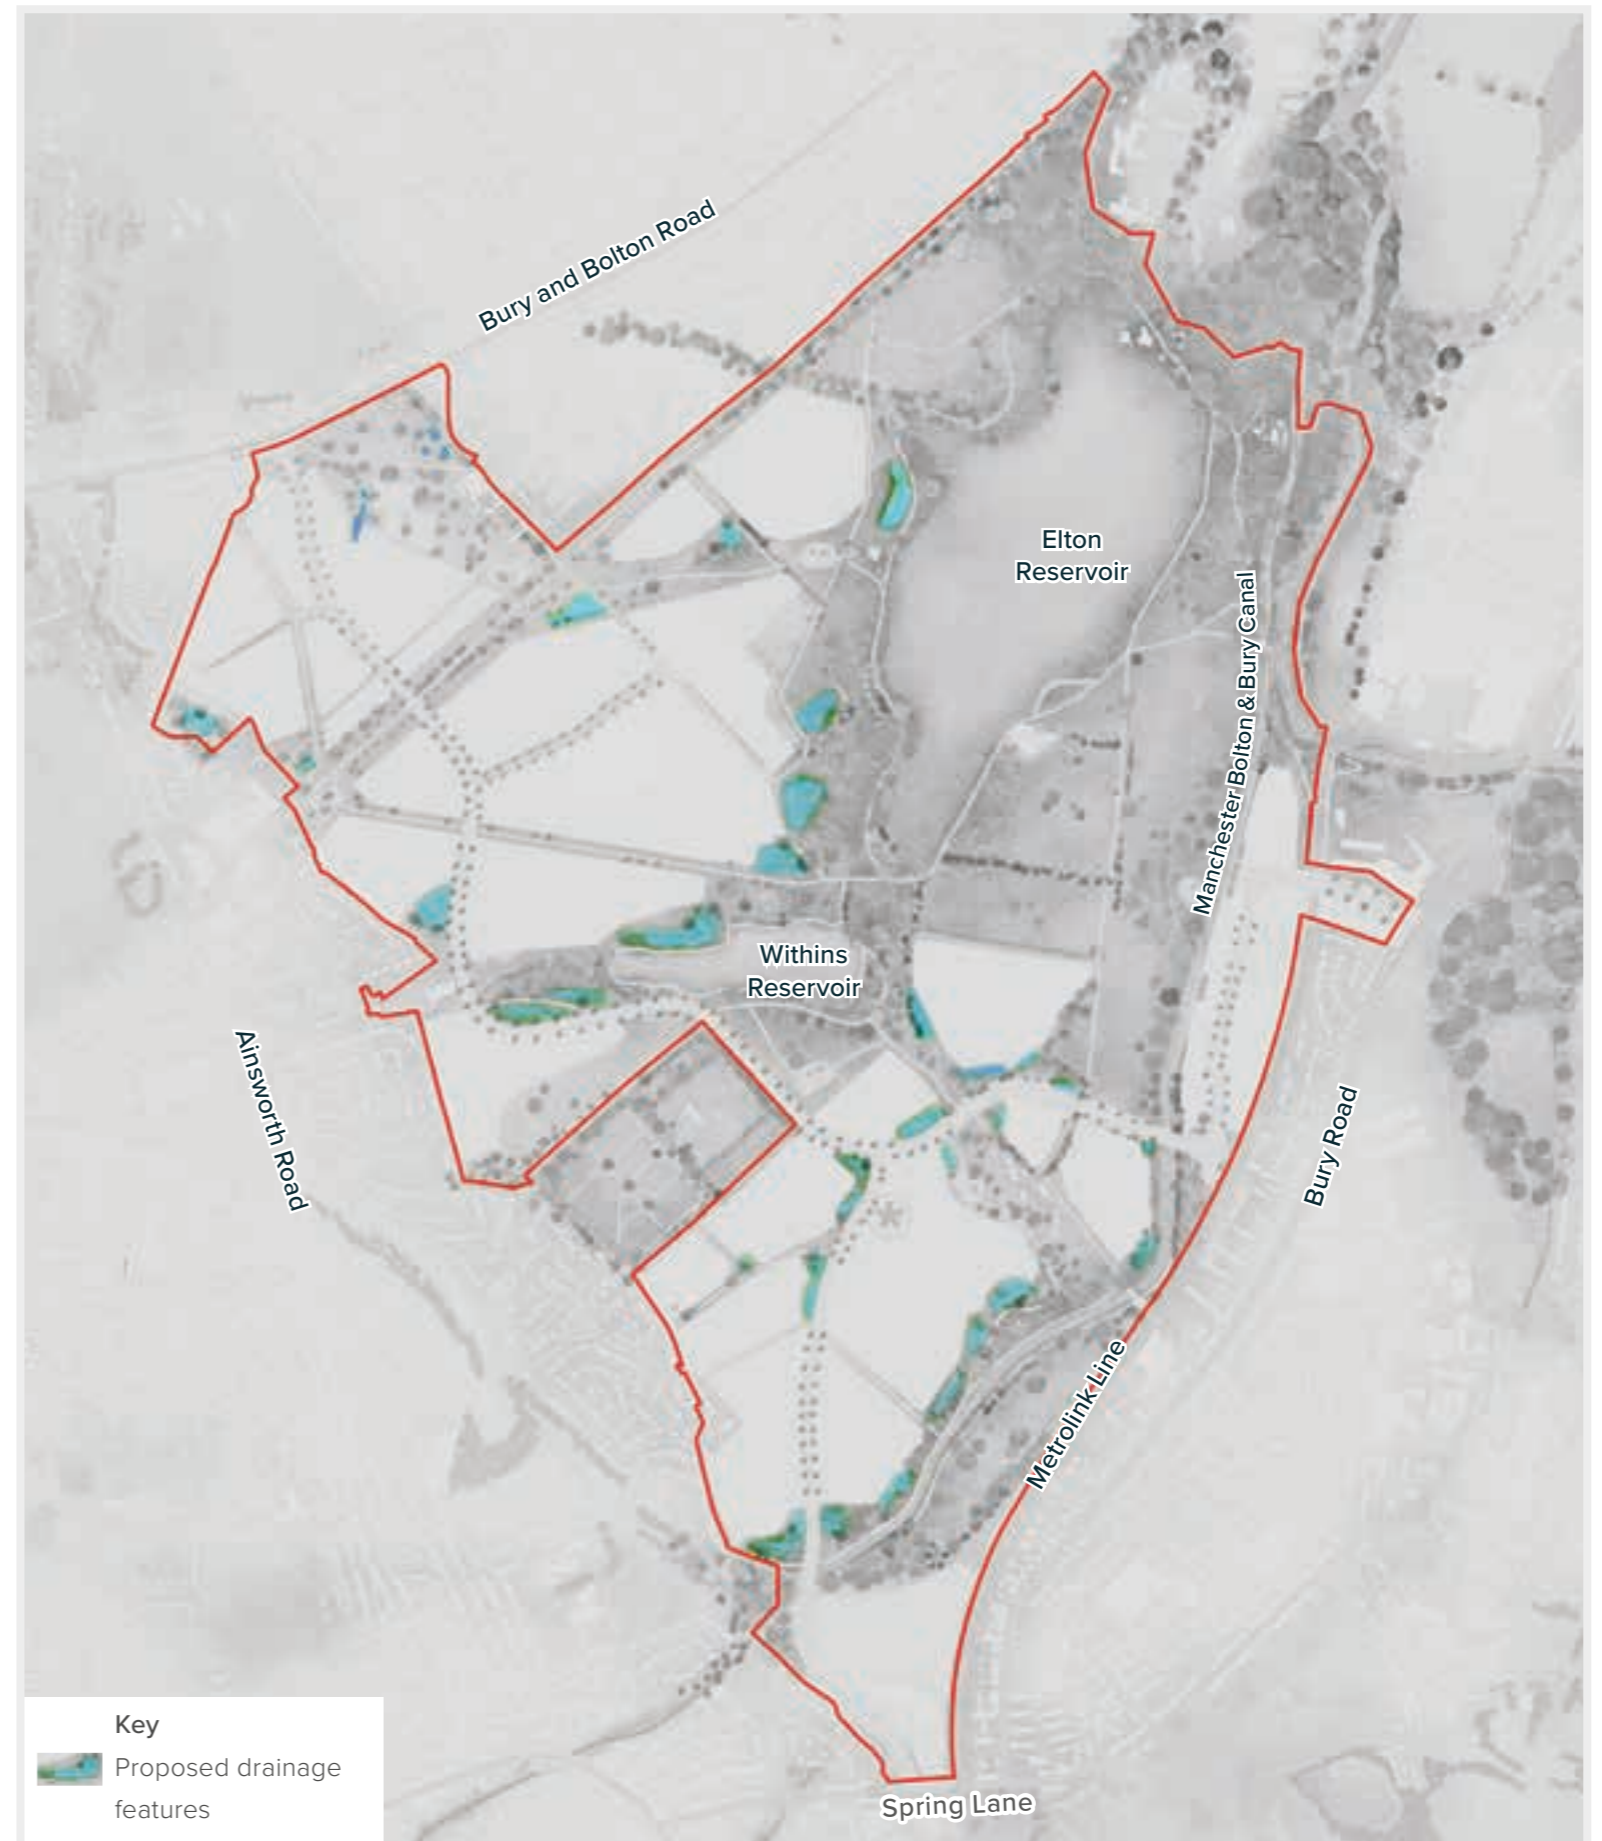 Bury and Bolton Road
Elton
Reservoir
Manchester Bolton & Bury Canal
Withins
Reservoir
Ainsworth Road
Bury Road
Metrolink Line
Key
Proposed drainage
features
Spring Lane